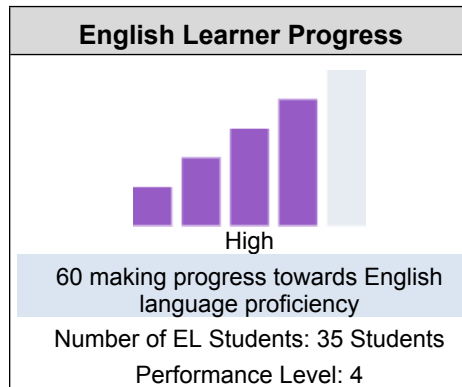 English Learner Progress
High
60 making progress towards English
language proficiency
Number of EL Students: 35 Students
Performance Level: 4